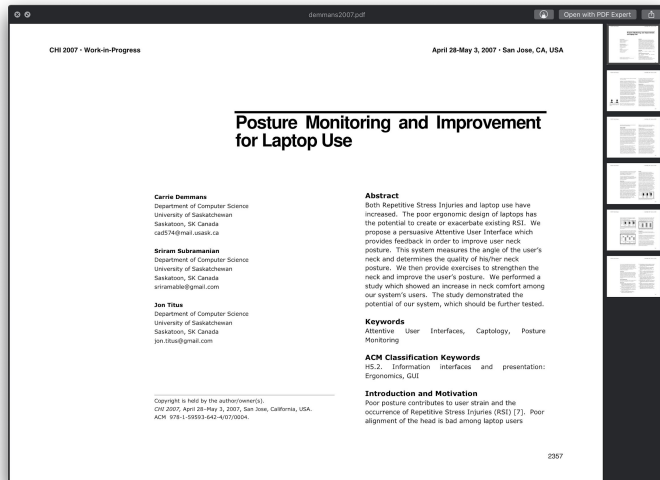 demmans2007.pdf
Open with PDF Expert
CHI 2007 • Work-in-Progress
April 28-May 3, 2007 • San Jose, CA, USA
Posture Monitoring and Improvement
for Laptop Use
Carrie Demmans
Department of Computer Science
University of Saskatchewan
Saskatoon, SK Canada
cad574@mail.usask.ca
Sriram Subramanian
Department of Computer Science
University of Saskatchewan
Saskatoon, SK Canada
sriramable@gmail.com
Jon Titus
Department of Computer Science
University of Saskatchewan
Saskatoon, SK Canada
jon.titus@gmail.com
Copyright is held by the author/owner(s).
CHI 2007, April 28–May 3, 2007, San Jose, California, USA.
ACM 978-1-59593-642-4/07/0004.
Abstract
Both Repetitive Stress Injuries and laptop use have
increased. The poor ergonomic design of laptops has
the potential to create or exacerbate existing RSI. We
propose a persuasive Attentive User Interface which
provides feedback in order to improve user neck
posture. This system measures the angle of the user's
neck and determines the quality of his/her neck
posture. We then provide exercises to strengthen the
neck and improve the user's posture. We performed a
study which showed an increase in neck comfort among
our system's users. The study demonstrated the
potential of our system, which should be further tested.
Keywords
Attentive User Interfaces, Captology, Posture
Monitoring
ACM Classification Keywords
H5.2. Information interfaces and presentation:
Ergonomics, GUI
Introduction and Motivation
Poor posture contributes to user strain and the
occurrence of Repetitive Stress Injuries (RSI) [7]. Poor
alignment of the head is bad among laptop users
2357